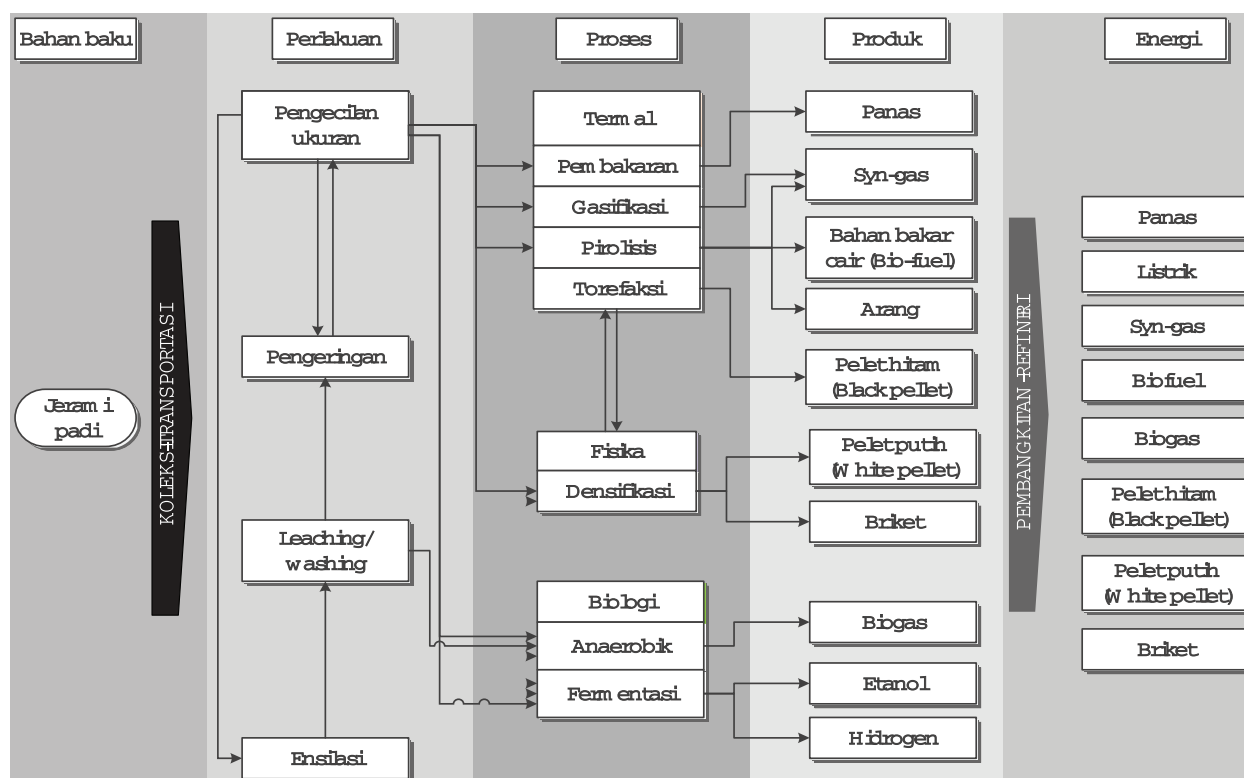 Bahan baku
Perlakuan
Proses
Produk
Energi
Jerami
padi
KOLEKSI-TRANSPORTASI
Pengecilan
ukuran
Pengeringan
Leaching/
washing
Ensilasi
Termal
Pembakaran
Gasifikasi
Pirolisis
Torefaksi
Fisika
Densifikasi
Biologi
Anaerobik
Fermentasi
Panas
Syn-gas
Bahan bakar
cair (Bio-fuel)
Arang
Pelet hitam
(Black pellet)
Pelet putih
(White pellet)
Briket
Biogas
Etanol
Hidrogen
PEMBANGKITAN-REFINERI
Panas
Listrik
Syn-gas
Biofuel
Biogas
Pelet hitam
(Black pellet)
Pelet putih
(White pellet)
Briket